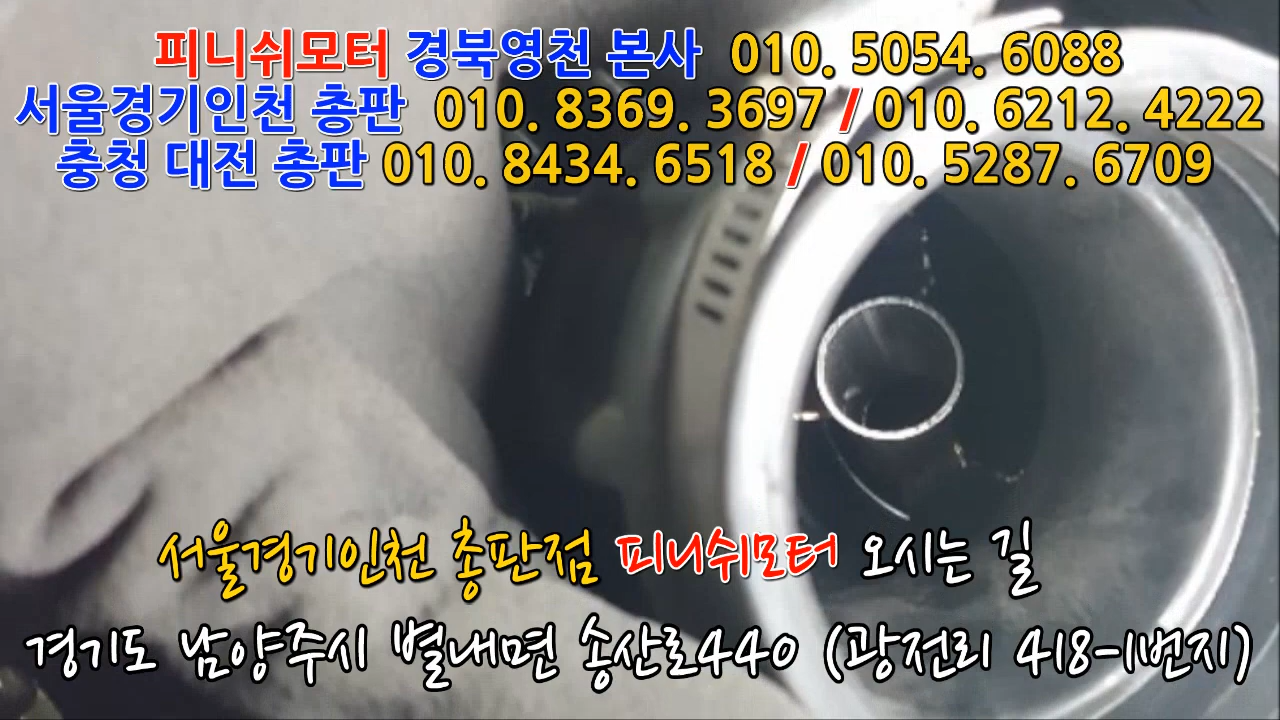 피니쉬모터 경북영천 본사 010. 5054. 6088
서울경기인천 총판 010. 8369. 3697 / 010. 6212. 4222
충청 대전 총판 010. 8434. 6518 / 010. 5287. 6709
서울경기인천 총판점 피니쉬모터 오시는 길
경기도 남양주시 별내면 송산로440 (광전리 418-1번지)